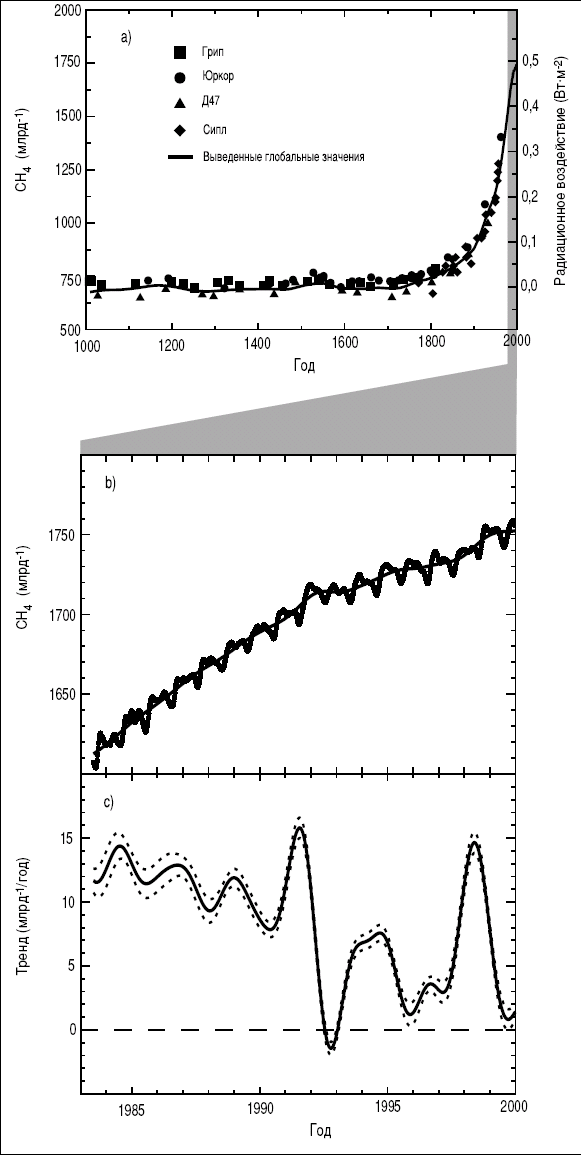 a)
Грип
Юркор
Д47
Сипл
Выведенные глобальные значения
CH4 (млрд-1)
2000
1750
1500
1250
1000
750
500
Радиационное воздействие (Вт·м-2)
0,5
0,4
0,3
0,2
0,1
0,0
1000 1200 1400 1600 1800 2000
Год
b)
CH4 (млрд-1)
1750
1700
1650
c)
Тренд (млрд-1/год)
15
10
5
0
1985 1990 1995 2000
Год